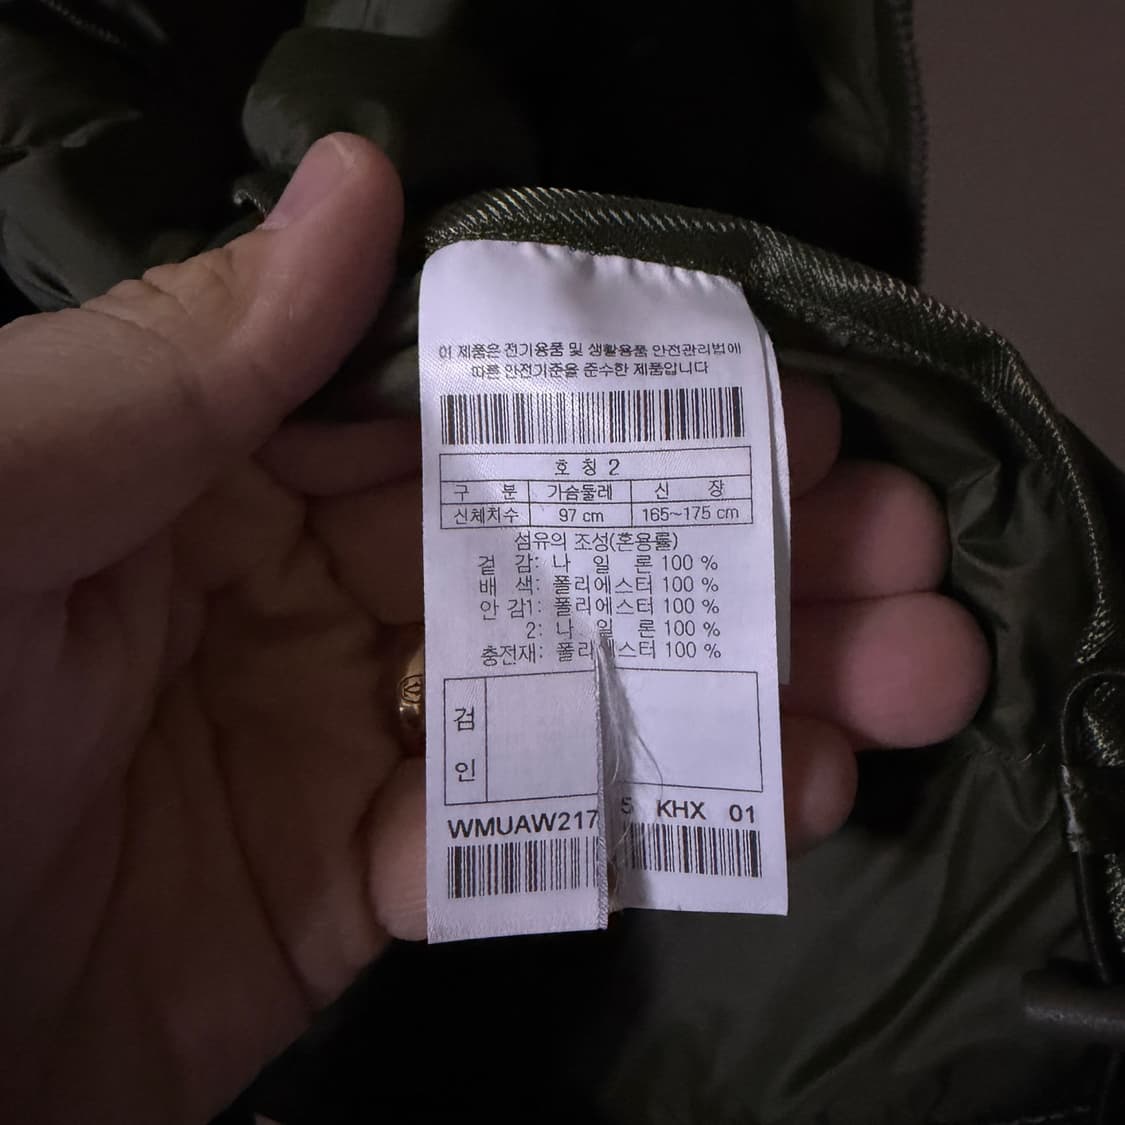 이 제품은 전기용품 및 생활용품 안전관리법에
따른 안전기준을 준수한 제품입니다
호 칭 2
구 분 가슴둘레 신 장
신체치수 97 cm 165~175 cm
섬유의 조성(혼용률)
겉 감: 나 일 론 100 %
배 색: 폴리에스터 100 %
안 감1: 폴리에스터 100 %
2: 나 일 론 100 %
충전재: 폴리에스터 100 %
검
인
WMUAW217 5 KHX 01